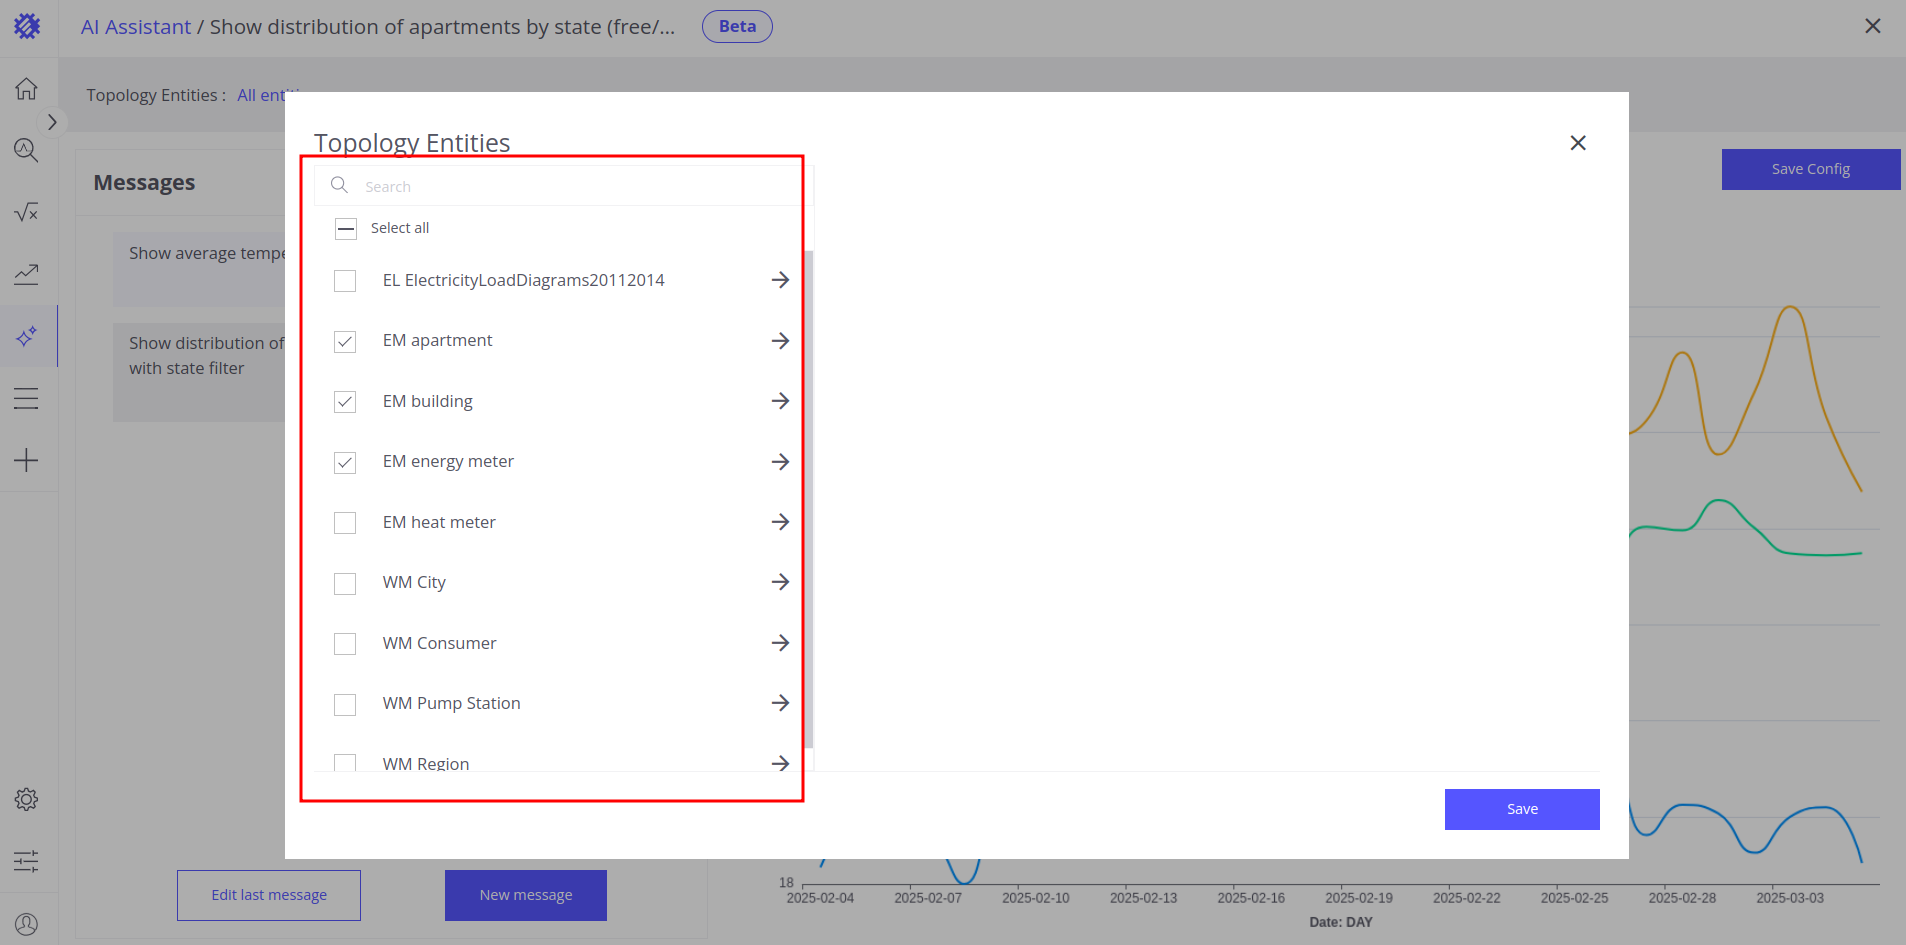 AI Assistant / Show distribution of apartments by state (free/...
Beta
Topology Entities : All enti
Messages
Show average tempe
Show distribution of
with state filter
Edit last message
New message
Topology Entities
Search
Select all
EL ElectricityLoadDiagrams20112014
EM apartment
EM building
EM energy meter
EM heat meter
WM City
WM Consumer
WM Pump Station
WM Region
Save
Save Config
18
2025-02-04 2025-02-07 2025-02-10 2025-02-13 2025-02-16 2025-02-19 2025-02-22 2025-02-25 2025-02-28 2025-03-03
Date: DAY